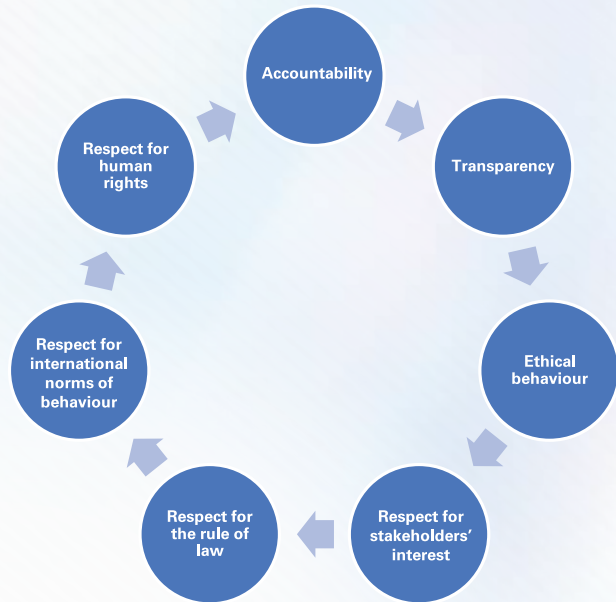 Accountability
Transparency
Ethical
behaviour
Respect for
stakeholders'
interest
Respect for
the rule of
law
Respect for
international
norms of
behaviour
Respect for
human
rights